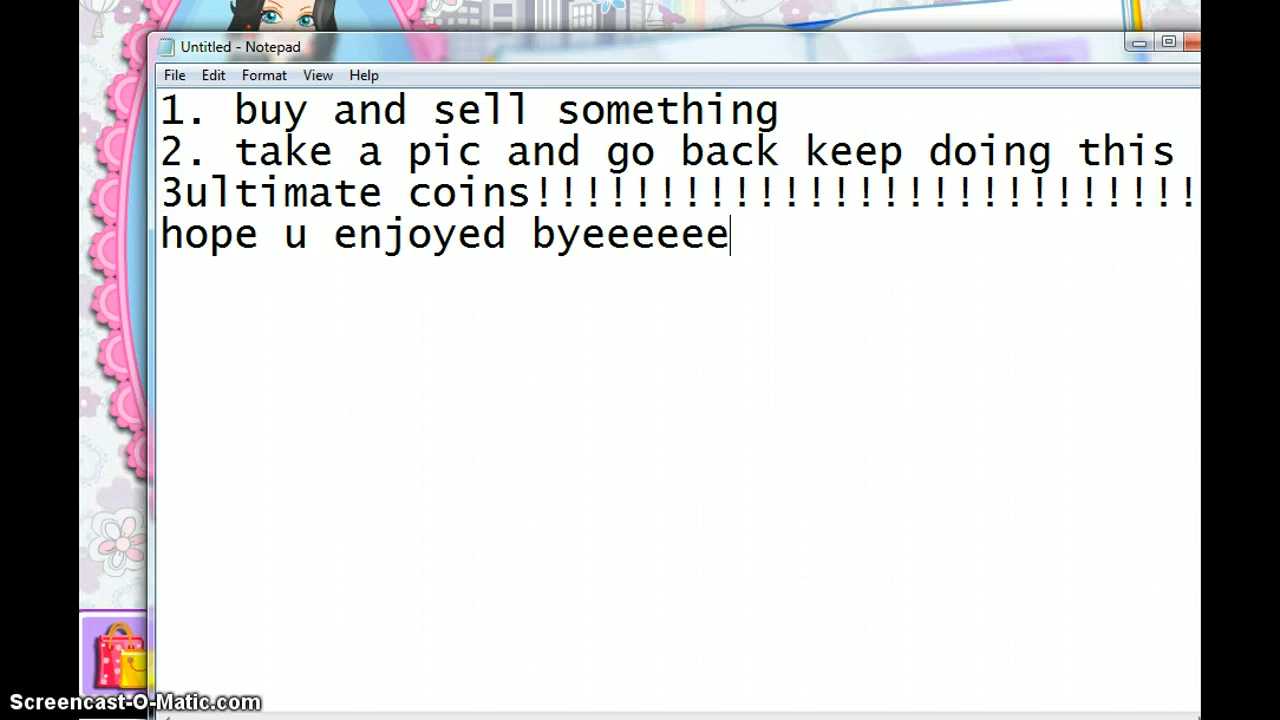 Untitled - Notepad
File Edit Format View Help
1. buy and sell something
2. take a pic and go back keep doing this
3ultimate coins!!!!!!!!!!!!!!!!!!!!!!!!!!!
hope u enjoyed byeeeeee
Screencast-O-Matic.com